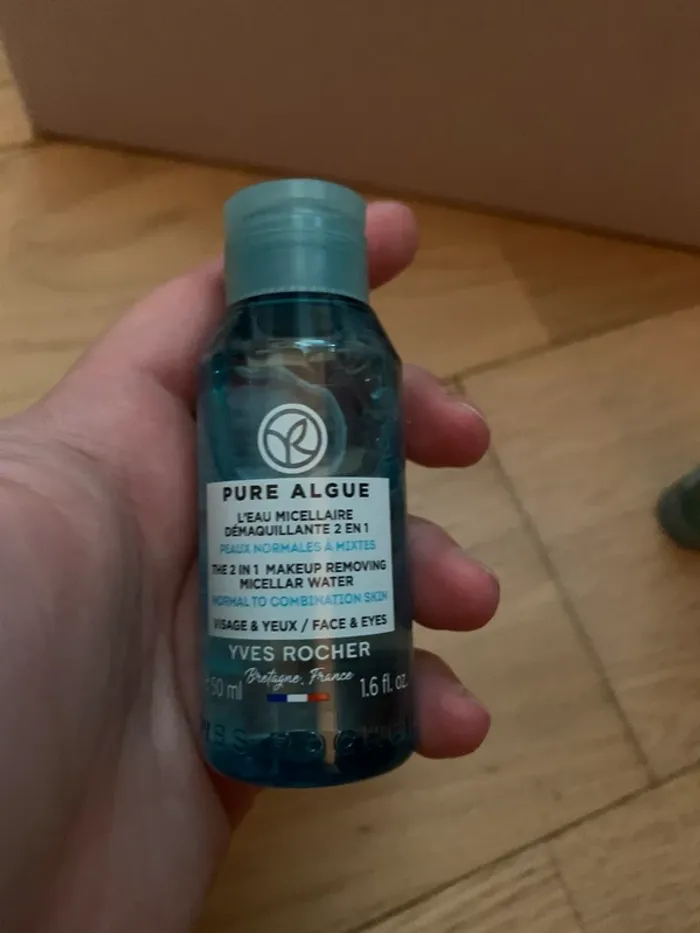 PURE ALGUE
L'EAU MICELLAIRE
DÉMAQUILLANTE 2 EN 1
PEAUX NORMALES À MIXTES
THE 2 IN 1 MAKEUP REMOVING
MICELLAR WATER
NORMAL TO COMBINATION SKIN
VISAGE & YEUX / FACE & EYES
YVES ROCHER
Bretagne, France
50 ml 1.6 fl. oz.